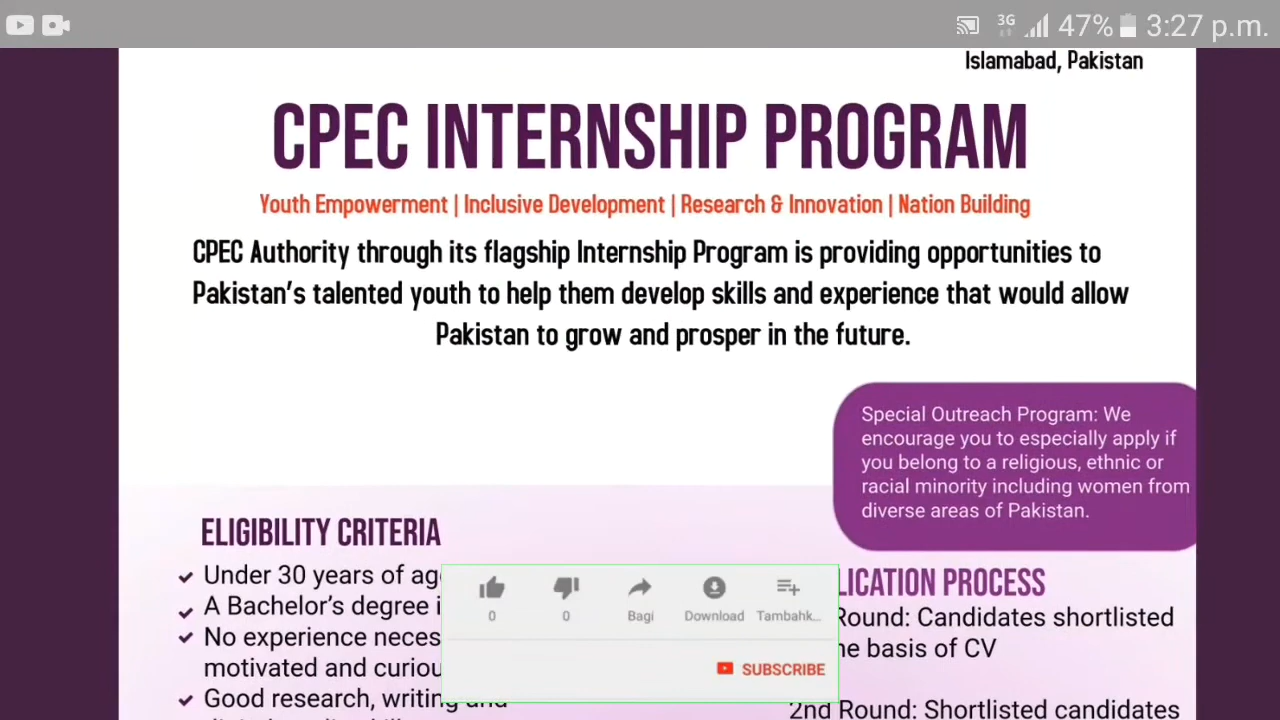 3G 47% 3:27 p.m.
Islamabad, Pakistan
CPEC INTERNSHIP PROGRAM
Youth Empowerment | Inclusive Development | Research & Innovation | Nation Building
CPEC Authority through its flagship Internship Program is providing opportunities to
Pakistan's talented youth to help them develop skills and experience that would allow
Pakistan to grow and prosper in the future.
Special Outreach Program: We
encourage you to especially apply if
you belong to a religious, ethnic or
racial minority including women from
diverse areas of Pakistan.
ELIGIBILITY CRITERIA
Under 30 years of
A Bachelor's degree
No experience
motivated and
Good research, writing and
PROCESS
Round: Candidates shortlisted
basis of CV
2nd Round: Shortlisted candidates
0 0 Bagi Download Tambahk...
SUBSCRIBE